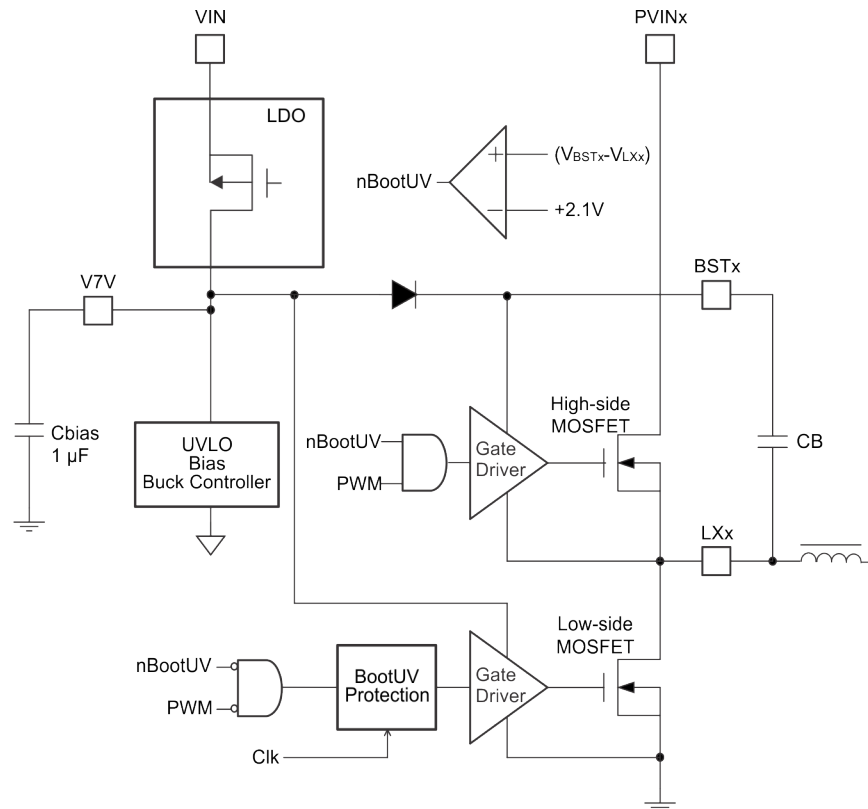 VIN
PVINx
LDO
(VBSTx-VLXx)
nBootUV
+2.1V
V7V
BSTx
Cbias
1 µF
UVLO
Bias
Buck Controller
High-side
MOSFET
nBootUV
PWM
Gate
Driver
CB
LXx
Low-side
MOSFET
nBootUV
PWM
BootUV
Protection
Gate
Driver
Clk